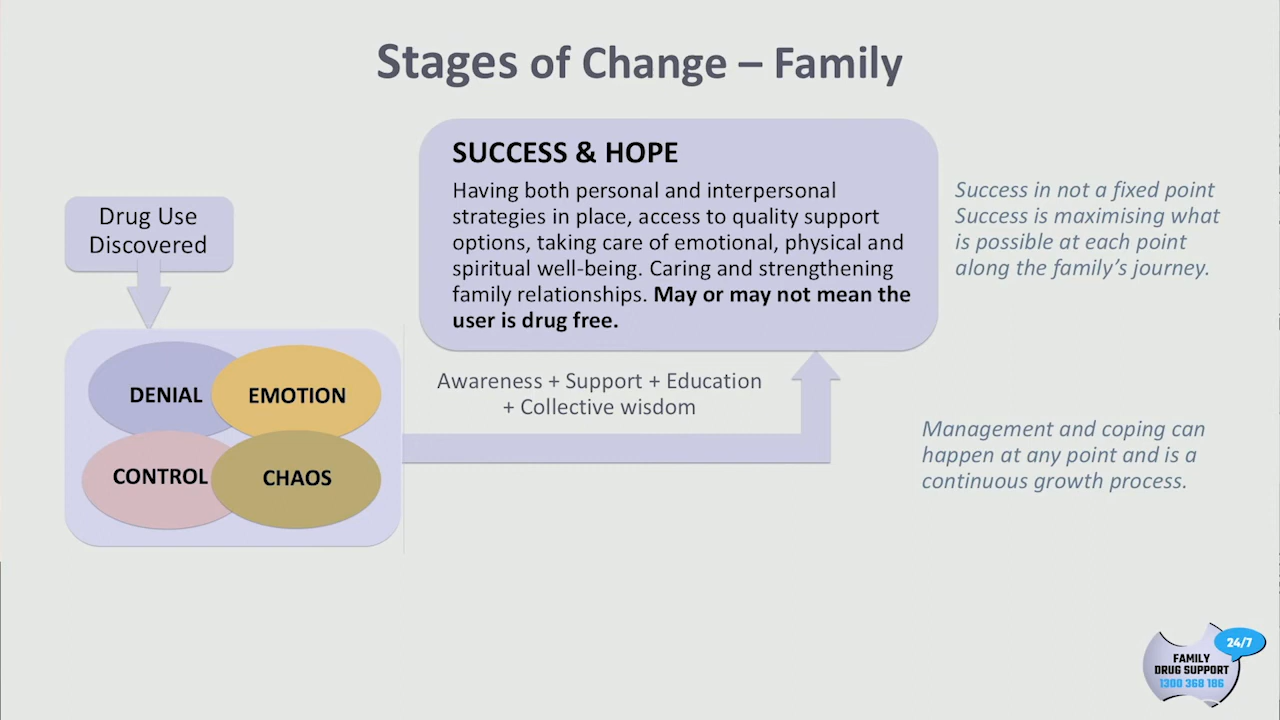 Stages of Change – Family
Drug Use
Discovered
DENIAL
EMOTION
CONTROL
CHAOS
SUCCESS & HOPE
Having both personal and interpersonal
strategies in place, access to quality support
options, taking care of emotional, physical and
spiritual well-being. Caring and strengthening
family relationships. May or may not mean the
user is drug free.
Awareness + Support + Education
+ Collective wisdom
Success in not a fixed point
Success is maximising what
is possible at each point
along the family’s journey.
Management and coping can
happen at any point and is a
continuous growth process.
24/7
FAMILY
DRUG SUPPORT
1300 368 186